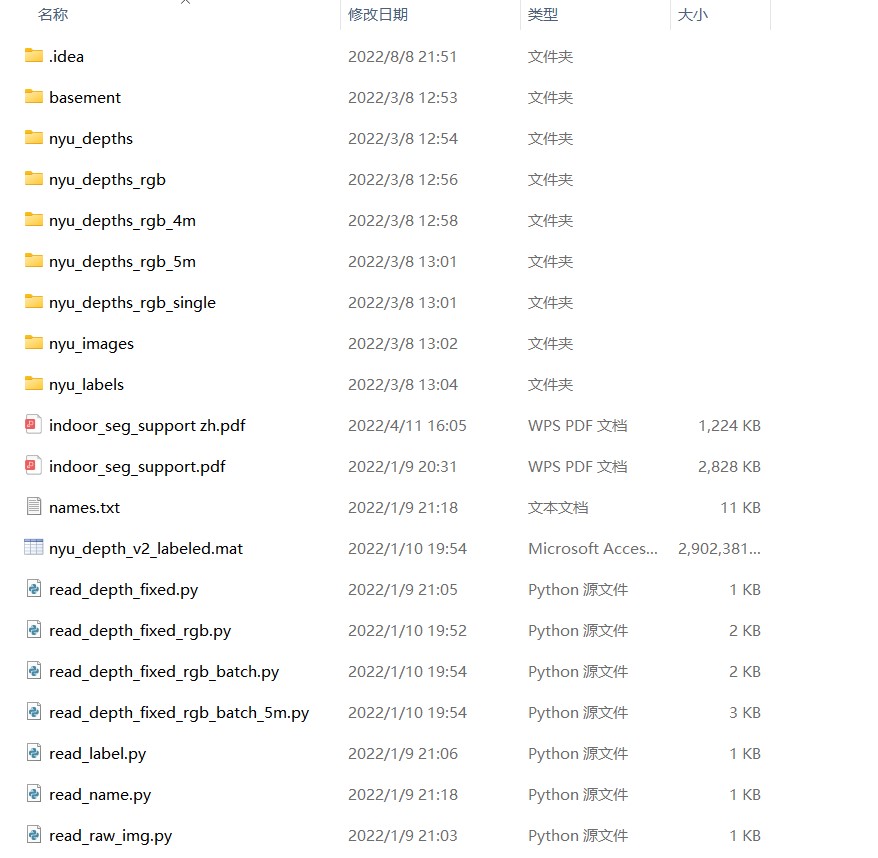 名称 修改日期 类型 大小
.idea 2022/8/8 21:51 文件夹
basement 2022/3/8 12:53 文件夹
nyu_depths 2022/3/8 12:54 文件夹
nyu_depths_rgb 2022/3/8 12:56 文件夹
nyu_depths_rgb_4m 2022/3/8 12:58 文件夹
nyu_depths_rgb_5m 2022/3/8 13:01 文件夹
nyu_depths_rgb_single 2022/3/8 13:01 文件夹
nyu_images 2022/3/8 13:02 文件夹
nyu_labels 2022/3/8 13:04 文件夹
indoor_seg_support zh.pdf 2022/4/11 16:05 WPS PDF 文档 1,224 KB
indoor_seg_support.pdf 2022/1/9 20:31 WPS PDF 文档 2,828 KB
names.txt 2022/1/9 21:18 文本文档 11 KB
nyu_depth_v2_labeled.mat 2022/1/10 19:54 Microsoft Acces... 2,902,381...
read_depth_fixed.py 2022/1/9 21:05 Python 源文件 1 KB
read_depth_fixed_rgb.py 2022/1/10 19:52 Python 源文件 2 KB
read_depth_fixed_rgb_batch.py 2022/1/10 19:54 Python 源文件 2 KB
read_depth_fixed_rgb_batch_5m.py 2022/1/10 19:54 Python 源文件 3 KB
read_label.py 2022/1/9 21:06 Python 源文件 1 KB
read_name.py 2022/1/9 21:18 Python 源文件 1 KB
read_raw_img.py 2022/1/9 21:03 Python 源文件 1 KB